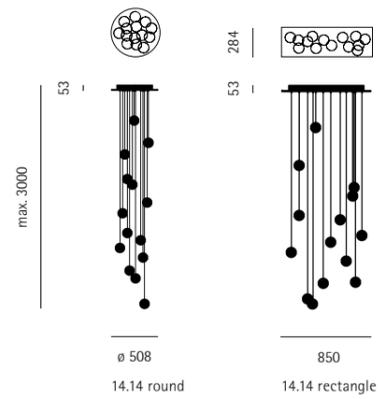 284
53
53
max. 3000
ø 508
850
14.14 round
14.14 rectangle